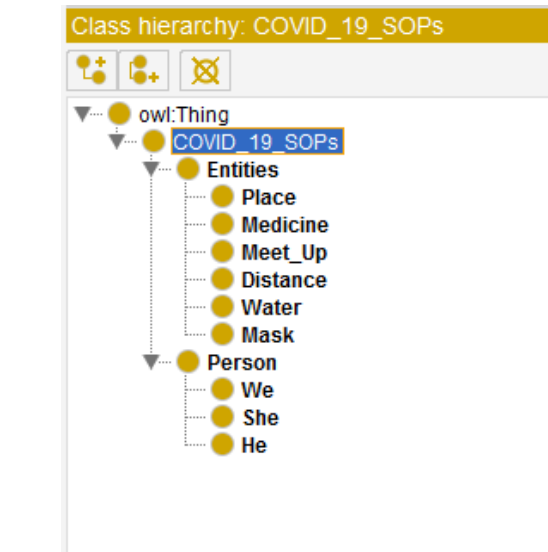 Class hierarchy: COVID_19_SOPs
owl:Thing
COVID_19_SOPs
Entities
Place
Medicine
Meet_Up
Distance
Water
Mask
Person
We
She
He